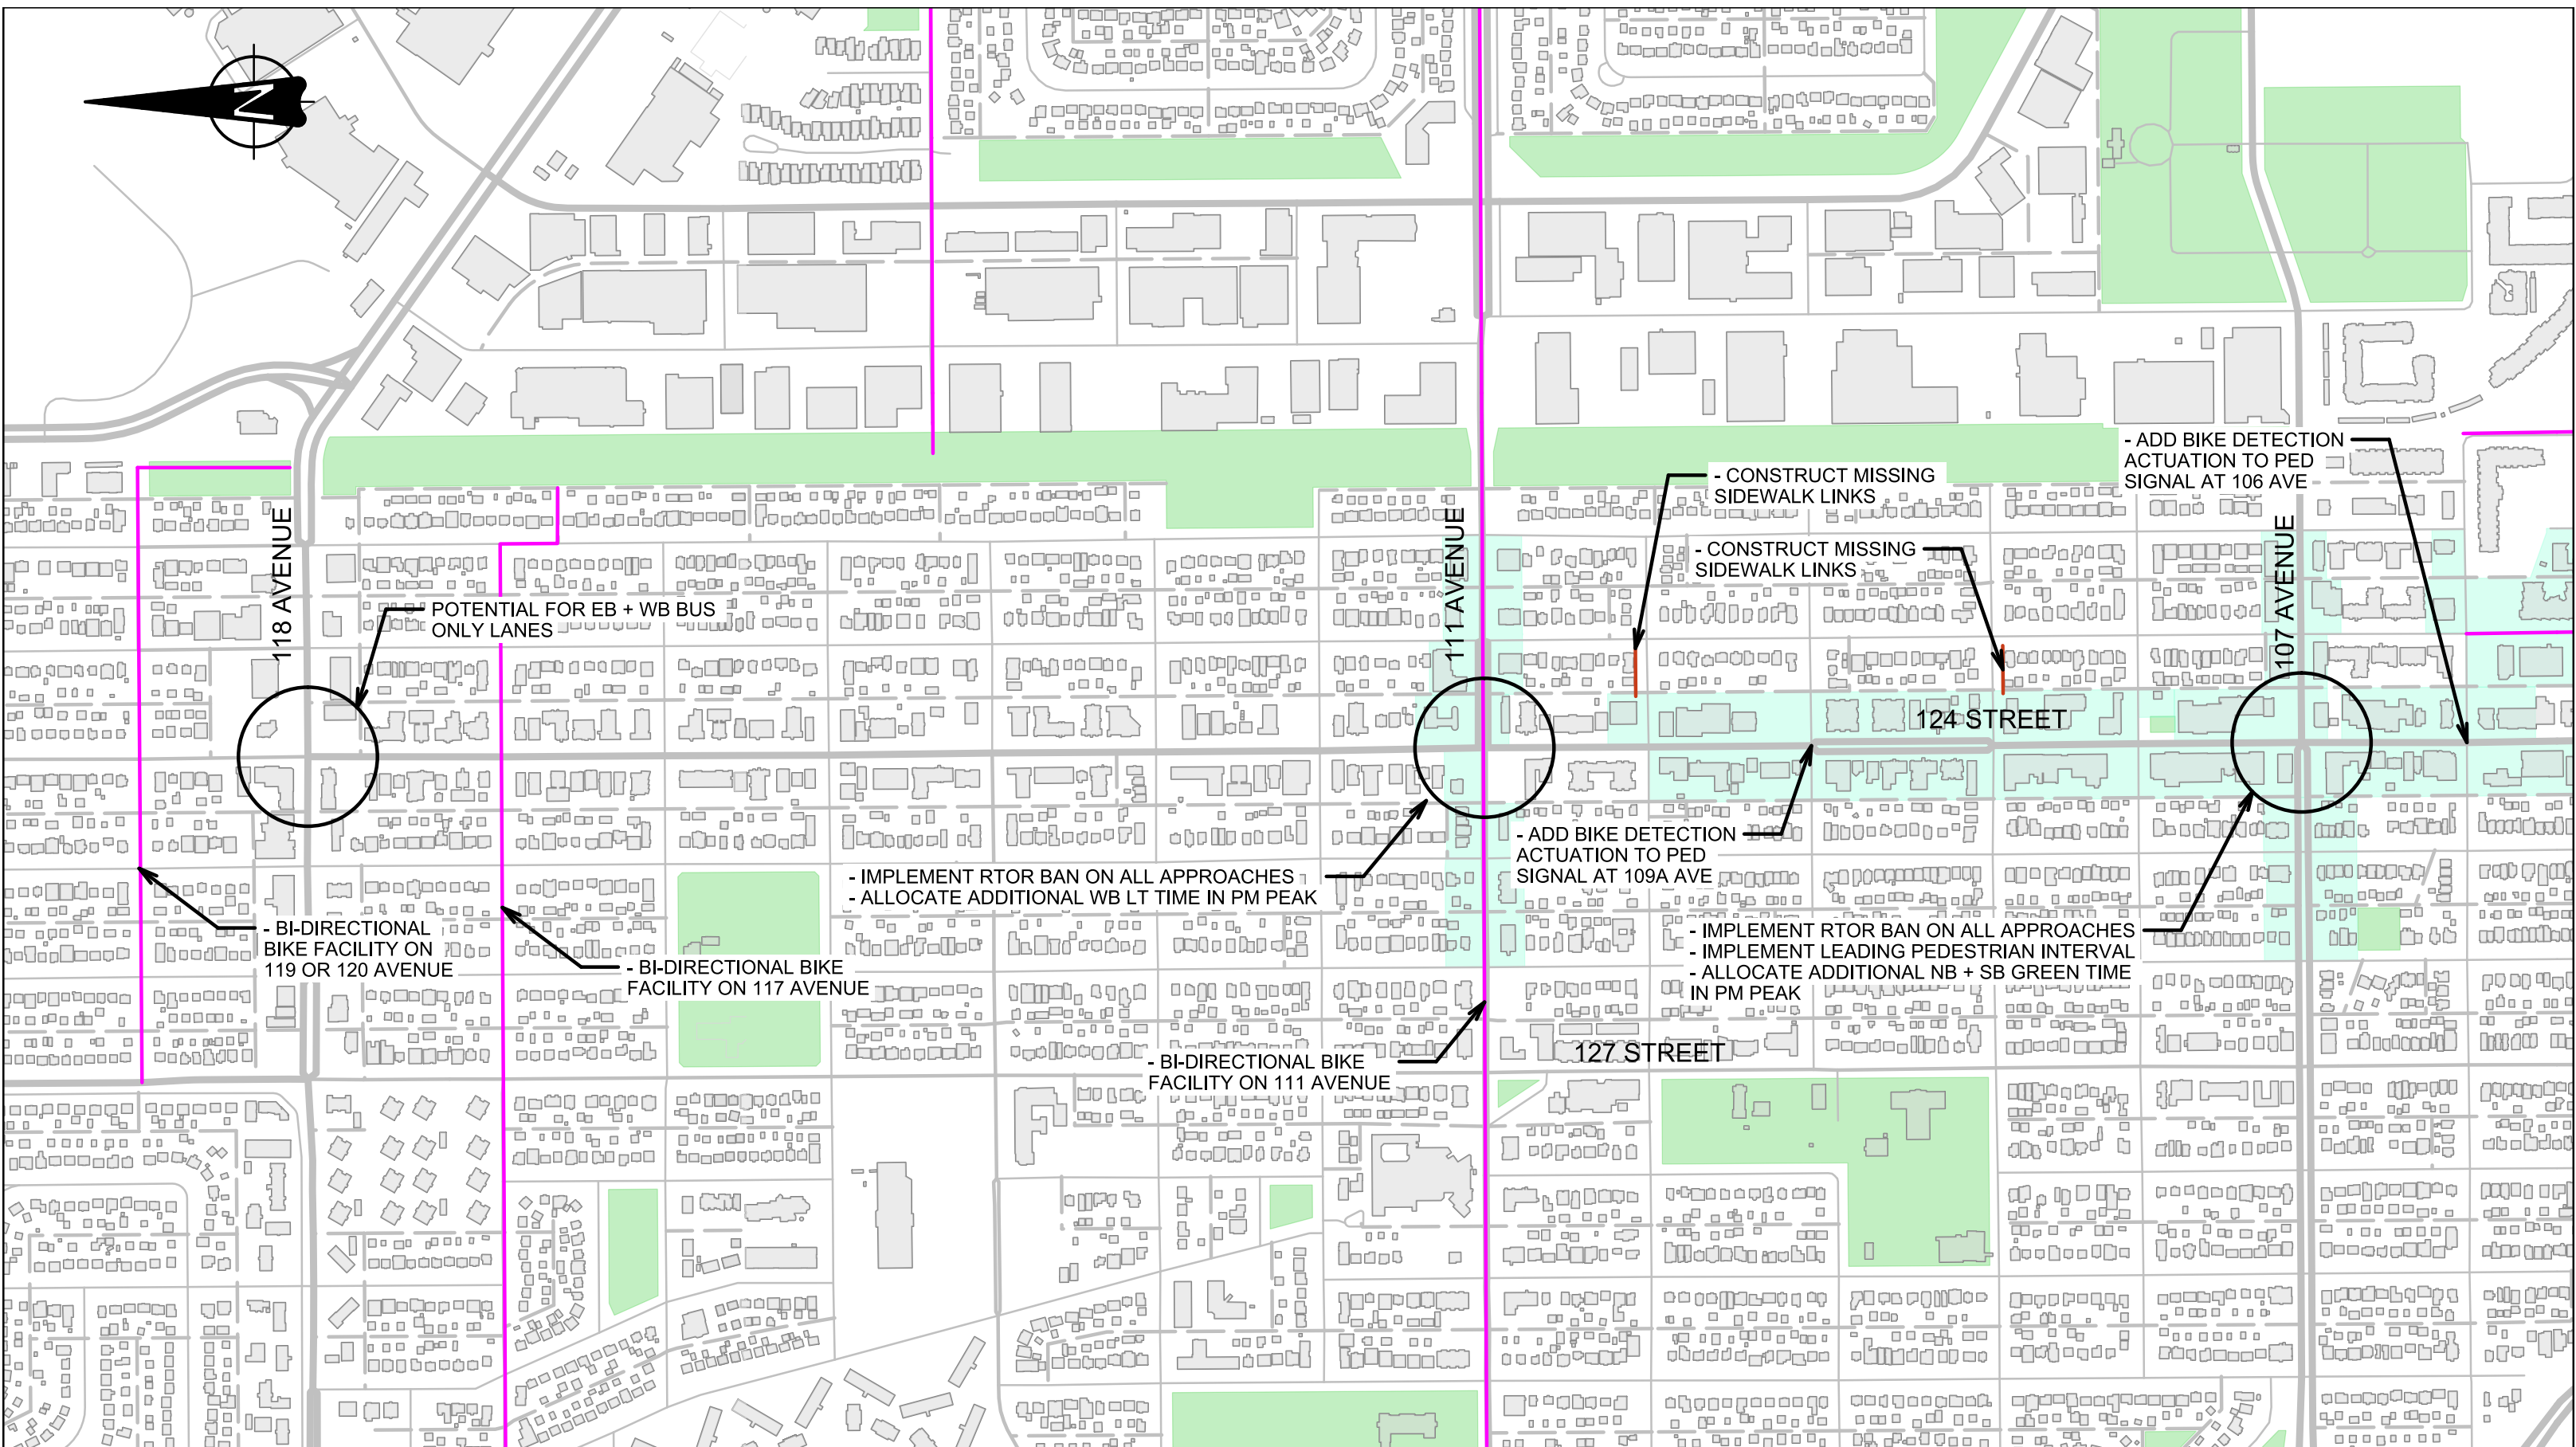 N
- ADD BIKE DETECTION
ACTUATION TO PED
SIGNAL AT 106 AVE
- CONSTRUCT MISSING
SIDEWALK LINKS
118 AVENUE
111 AVENUE
107 AVENUE
- CONSTRUCT MISSING
SIDEWALK LINKS
POTENTIAL FOR EB + WB BUS
ONLY LANES
124 STREET
- ADD BIKE DETECTION
ACTUATION TO PED
SIGNAL AT 109A AVE
- IMPLEMENT RTOR BAN ON ALL APPROACHES
- ALLOCATE ADDITIONAL WB LT TIME IN PM PEAK
- BI-DIRECTIONAL
BIKE FACILITY ON
119 OR 120 AVENUE
- BI-DIRECTIONAL BIKE
FACILITY ON 117 AVENUE
- IMPLEMENT RTOR BAN ON ALL APPROACHES
- IMPLEMENT LEADING PEDESTRIAN INTERVAL
- ALLOCATE ADDITIONAL NB + SB GREEN TIME
IN PM PEAK
- BI-DIRECTIONAL BIKE
FACILITY ON 111 AVENUE
127 STREET